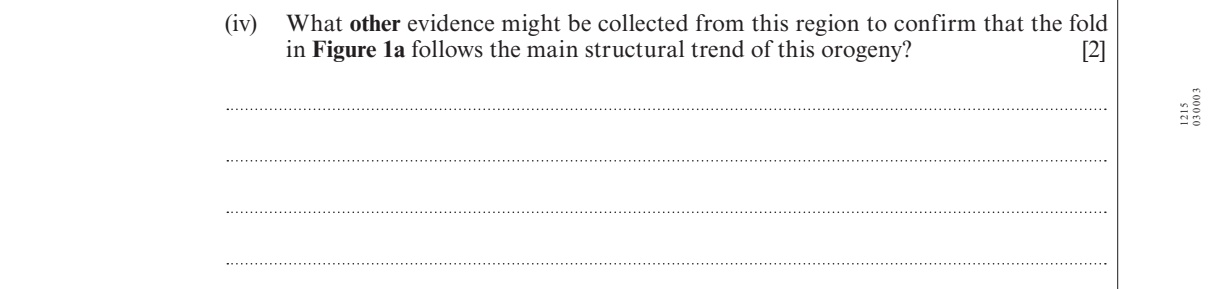 (iv) What other evidence might be collected from this region to confirm that the fold
in Figure 1a follows the main structural trend of this orogeny? [2]
1215
030003